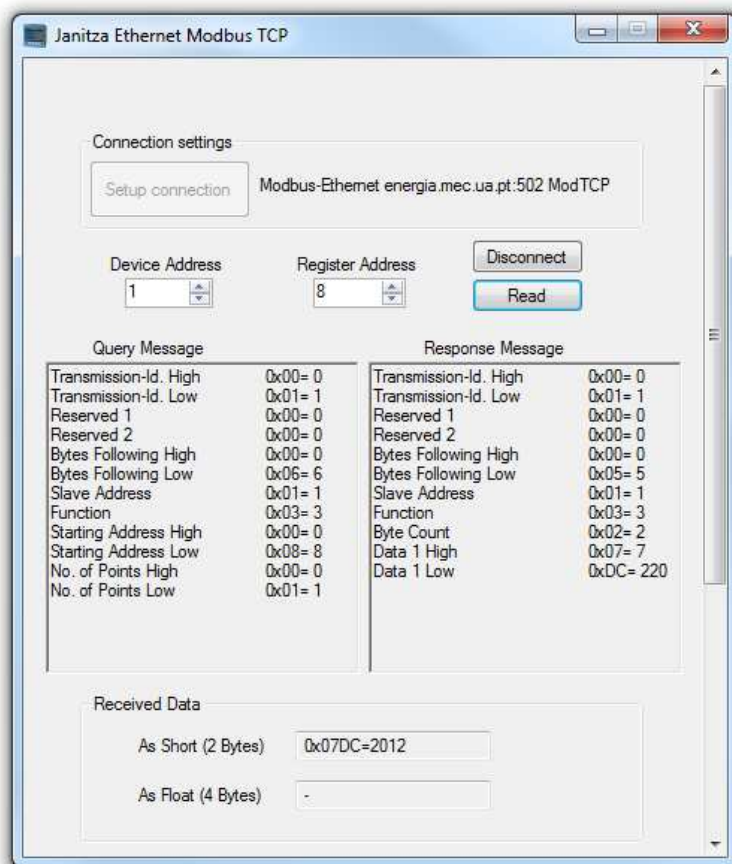 Janitza Ethernet Modbus TCP
Connection settings
Setup connection Modbus-Ethernet energia.mec.ua.pt:502 ModTCP
Device Address Register Address Disconnect
1 8 Read
Query Message Response Message
Transmission-Id. High 0x00= 0 Transmission-Id. High 0x00= 0
Transmission-Id. Low 0x01= 1 Transmission-Id. Low 0x01= 1
Reserved 1 0x00= 0 Reserved 1 0x00= 0
Reserved 2 0x00= 0 Reserved 2 0x00= 0
Bytes Following High 0x00= 0 Bytes Following High 0x00= 0
Bytes Following Low 0x06= 6 Bytes Following Low 0x05= 5
Slave Address 0x01= 1 Slave Address 0x01= 1
Function 0x03= 3 Function 0x03= 3
Starting Address High 0x00= 0 Byte Count 0x02= 2
Starting Address Low 0x08= 8 Data 1 High 0x07= 7
No. of Points High 0x00= 0 Data 1 Low 0xDC= 220
No. of Points Low 0x01= 1
Received Data
As Short (2 Bytes) 0x07DC=2012
As Float (4 Bytes) -